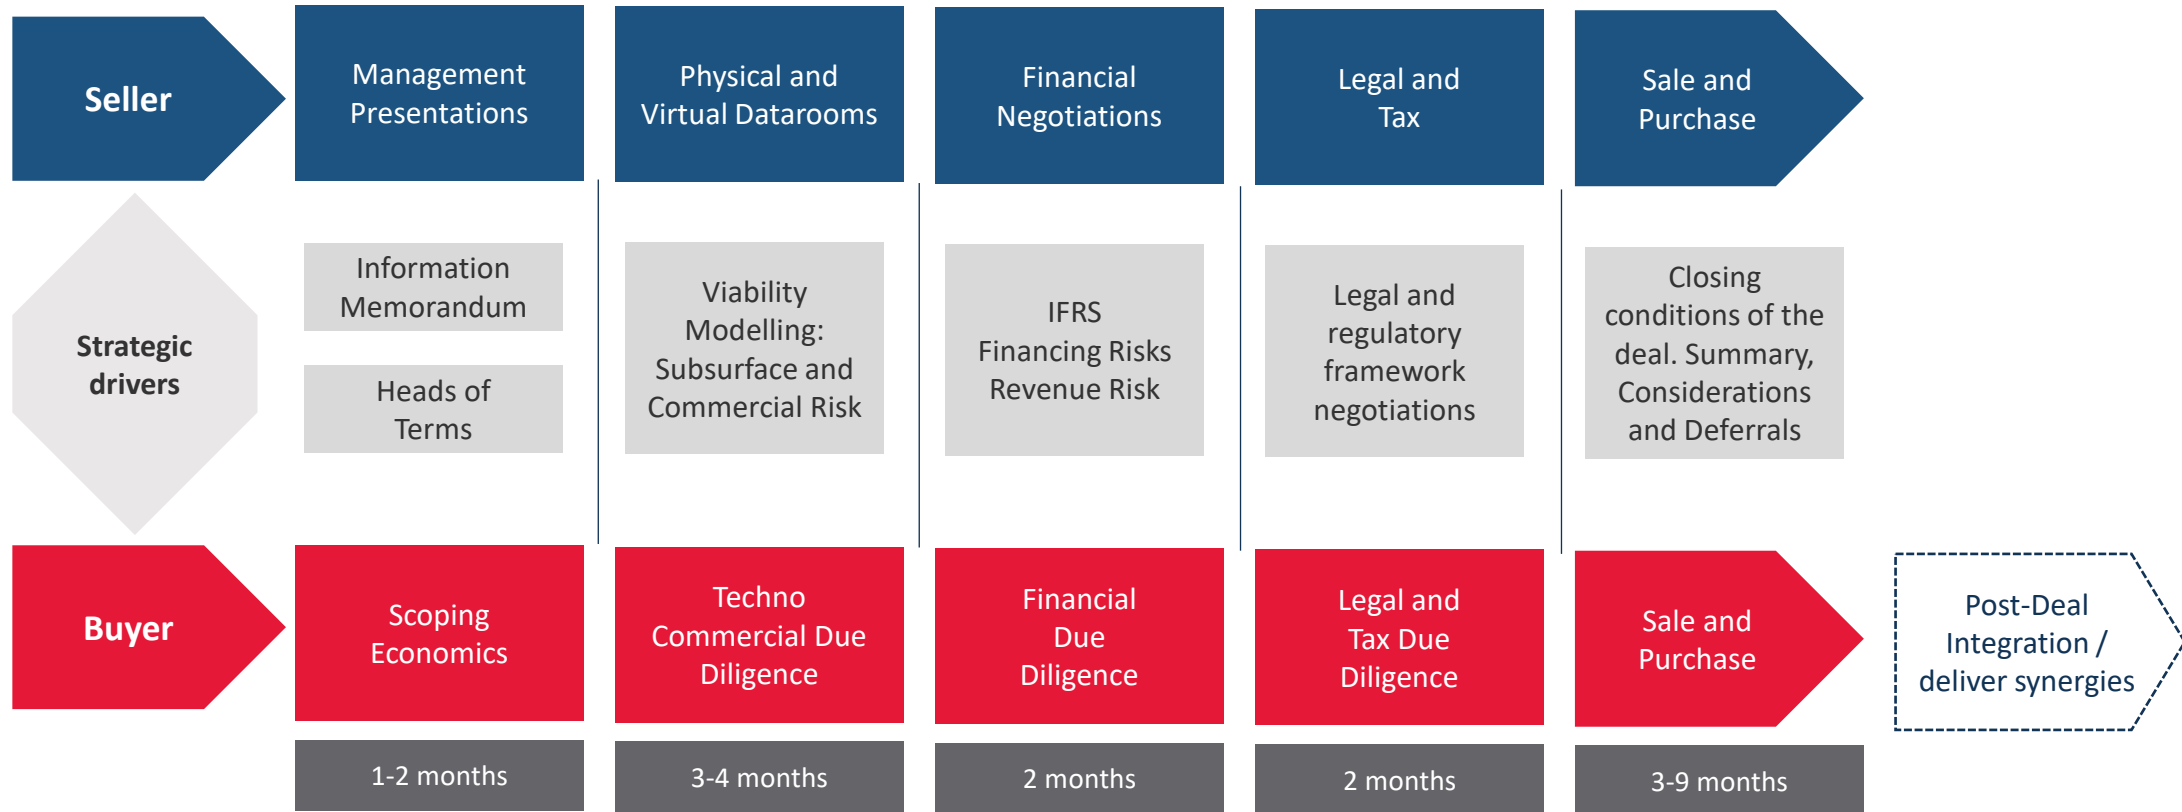 Seller
Management
Presentations
Physical and
Virtual Datarooms
Financial
Negotiations
Legal and
Tax
Sale and
Purchase
Strategic
drivers
Information
Memorandum
Heads of
Terms
Viability
Modelling:
Subsurface and
Commercial Risk
IFRS
Financing Risks
Revenue Risk
Legal and
regulatory
framework
negotiations
Closing
conditions of the
deal. Summary,
Considerations
and Deferrals
Buyer
Scoping
Economics
Techno
Commercial Due
Diligence
Financial
Due
Diligence
Legal and
Tax Due
Diligence
Sale and
Purchase
Post-Deal
Integration /
deliver synergies
1-2 months
3-4 months
2 months
2 months
3-9 months